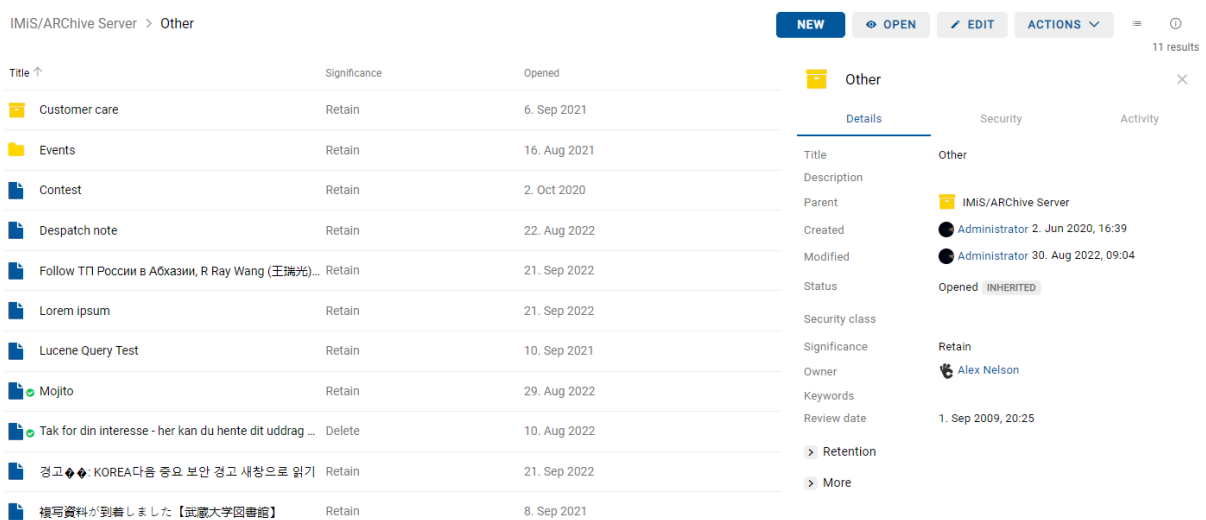 IMiS/ARChive Server > Other
NEW OPEN EDIT ACTIONS
11 results
Title Significance Opened
Customer care Retain 6. Sep 2021
Events Retain 16. Aug 2021
Contest Retain 2. Oct 2020
Despatch note Retain 22. Aug 2022
Follow ТП России в Абхазии, R Ray Wang (王瑞光)... Retain 21. Sep 2022
Lorem ipsum Retain 21. Sep 2022
Lucene Query Test Retain 10. Sep 2021
Mojito Retain 29. Aug 2022
Tak for din interesse - her kan du hente dit uddrag ... Delete 10. Aug 2022
경고��: KOREA다음 중요 보안 경고 새창으로 읽기 Retain 21. Sep 2022
複写資料が到着しました【武蔵大学図書館】 Retain 8. Sep 2021
Other
Details Security Activity
Title Other
Description
Parent IMiS/ARChive Server
Created Administrator 2. Jun 2020, 16:39
Modified Administrator 30. Aug 2022, 09:04
Status Opened INHERITED
Security class
Significance Retain
Owner Alex Nelson
Keywords
Review date 1. Sep 2009, 20:25
> Retention
> More